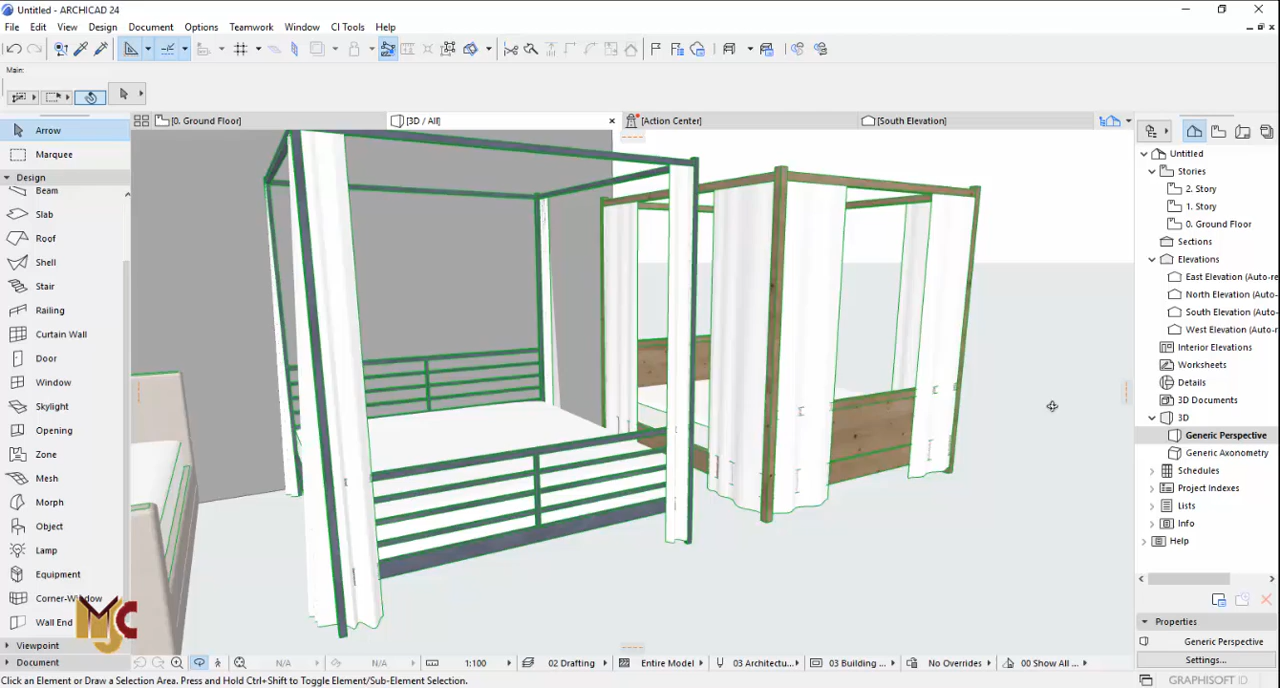 Untitled - ARCHICAD 24
File Edit View Design Document Options Teamwork Window CI Tools Help
Main:
[0. Ground Floor]
[3D / All]
[Action Center]
[South Elevation]
Arrow
Marquee
Design
Beam
Slab
Roof
Shell
Stair
Railing
Curtain Wall
Door
Window
Skylight
Opening
Zone
Mesh
Morph
Object
Lamp
Equipment
Corner-Window
Wall End
Viewpoint
Document
MJC
Untitled
Stories
2. Story
1. Story
0. Ground Floor
Sections
Elevations
East Elevation (Auto-re
North Elevation (Auto-
South Elevation (Auto-
West Elevation (Auto-re
Interior Elevations
Worksheets
Details
3D Documents
3D
Generic Perspective
Generic Axonometry
Schedules
Project Indexes
Lists
Info
Help
Properties
Generic Perspective
Settings...
GRAPHISOFT ID
N/A N/A 1:100 02 Drafting Entire Model 03 Architectu... 03 Building ... No Overrides 00 Show All ...
Click an Element or Draw a Selection Area. Press and Hold Ctrl+Shift to Toggle Element/Sub-Element Selection.